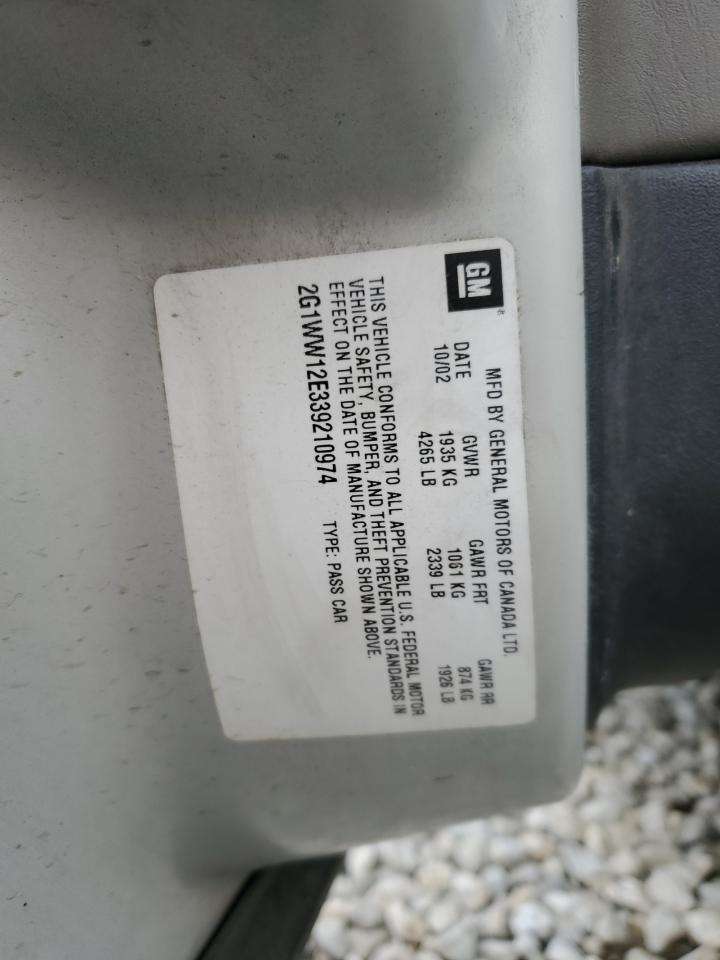 GM ®
MFD BY GENERAL MOTORS OF CANADA LTD.
DATE GVWR GAWR FRT GAWR RR
10/02 1935 KG 1061 KG 874 KG
4265 LB 2339 LB 1926 LB
THIS VEHICLE CONFORMS TO ALL APPLICABLE U.S. FEDERAL MOTOR
VEHICLE SAFETY, BUMPER, AND THEFT PREVENTION STANDARDS IN
EFFECT ON THE DATE OF MANUFACTURE SHOWN ABOVE.
2G1WW12E339210974 TYPE: PASS CAR